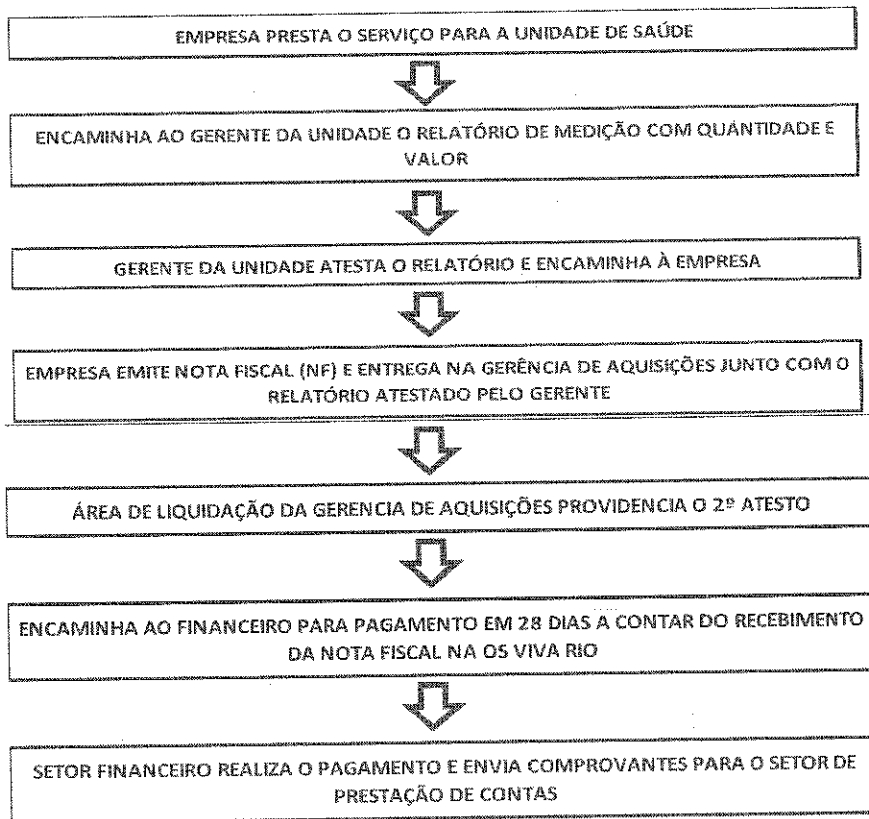 EMPRESA PRESTA O SERVIÇO PARA A UNIDADE DE SAÚDE
ENCAMINHA AO GERENTE DA UNIDADE O RELATÓRIO DE MEDIÇÃO COM QUANTIDADE E
VALOR
GERENTE DA UNIDADE ATESTA O RELATÓRIO E ENCAMINHA À EMPRESA
EMPRESA EMITE NOTA FISCAL (NF) E ENTREGA NA GERÊNCIA DE AQUISIÇÕES JUNTO COM O
RELATÓRIO ATESTADO PELO GERENTE
ÁREA DE LIQUIDAÇÃO DA GERENCIA DE AQUISIÇÕES PROVIDENCIA O 2º ATESTO
ENCAMINHA AO FINANCEIRO PARA PAGAMENTO EM 28 DIAS A CONTAR DO RECEBIMENTO
DA NOTA FISCAL NA OS VIVA RIO
SETOR FINANCEIRO REALIZA O PAGAMENTO E ENVIA COMPROVANTES PARA O SETOR DE
PRESTAÇÃO DE CONTAS